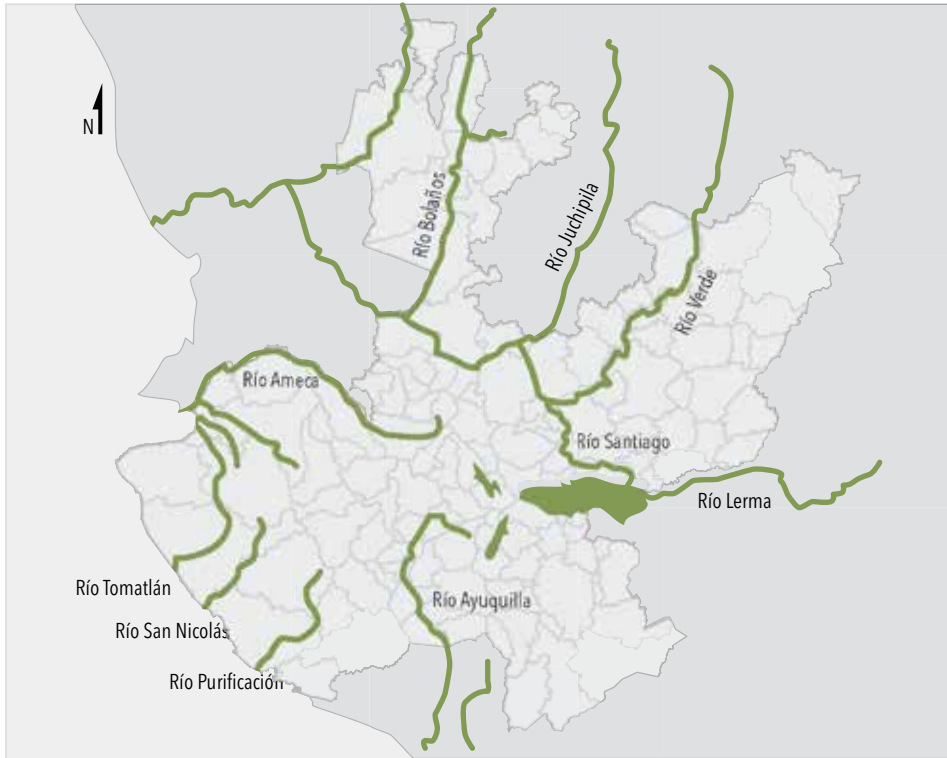 N
Río Bolaños
Río Juchipila
Río Verde
Río Ameca
Río Santiago
Río Lerma
Río Tomatlán
Río Ayuquilla
Río San Nicolás
Río Purificación